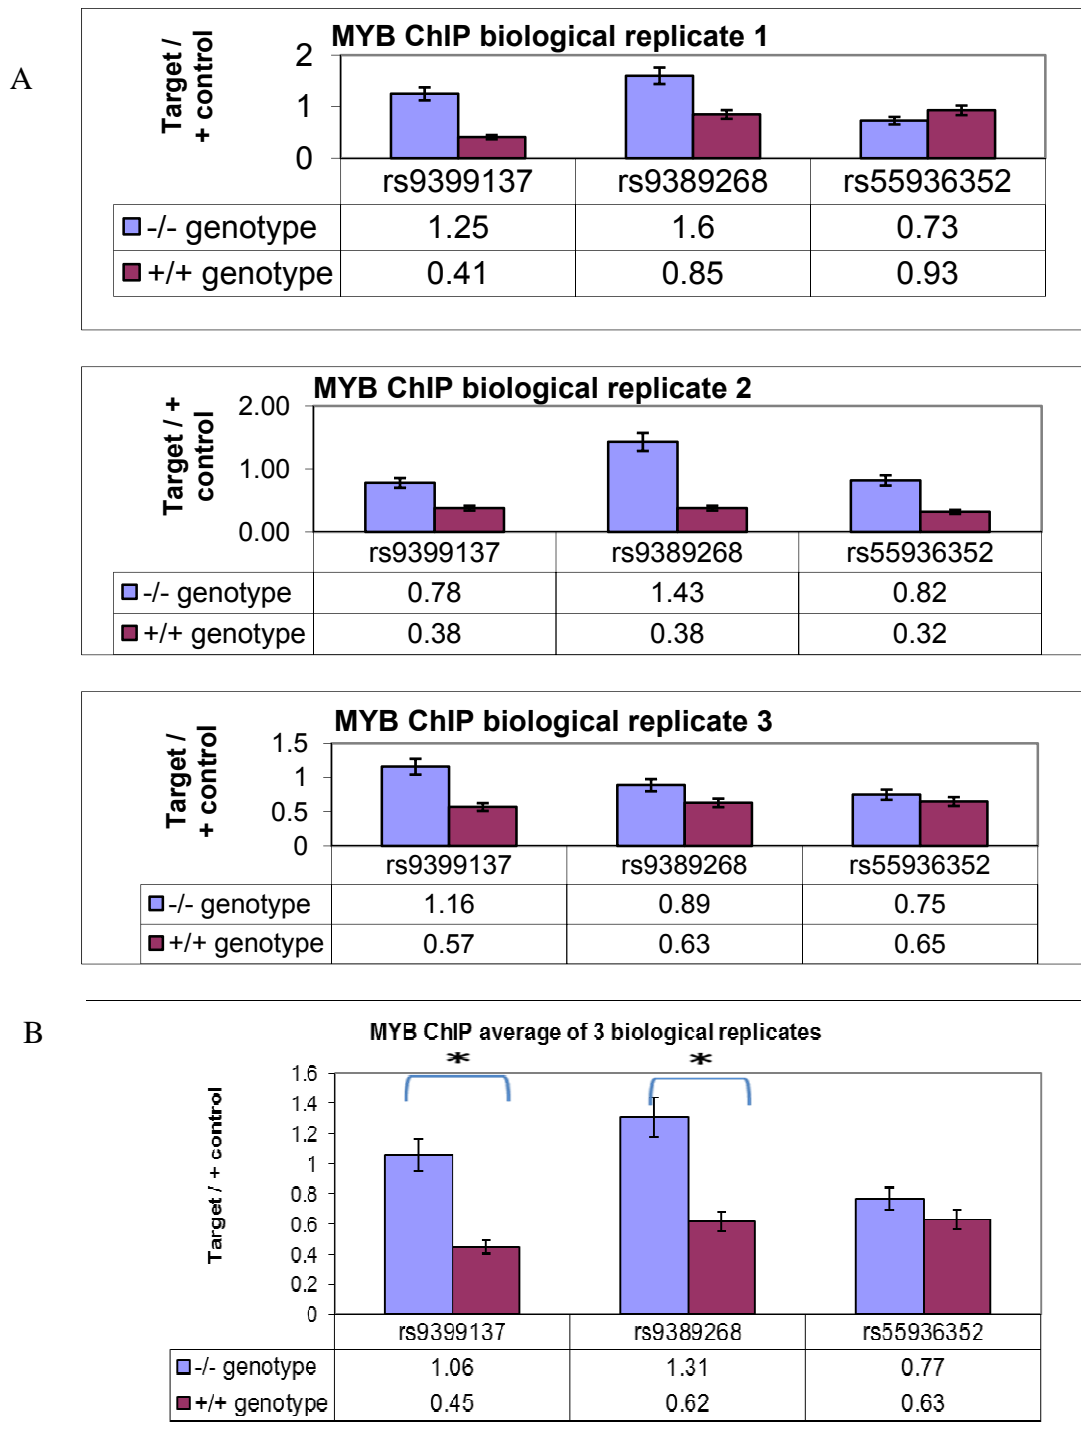 A
MYB ChIP biological replicate 1
Target /
+ control
2
1
0
rs9399137 rs9389268 rs55936352
-/- genotype 1.25 1.6 0.73
+/+ genotype 0.41 0.85 0.93
MYB ChIP biological replicate 2
Target / +
control
2.00
1.00
0.00
rs9399137 rs9389268 rs55936352
-/- genotype 0.78 1.43 0.82
+/+ genotype 0.38 0.38 0.32
MYB ChIP biological replicate 3
Target /
+ control
1.5
1
0.5
0
rs9399137 rs9389268 rs55936352
-/- genotype 1.16 0.89 0.75
+/+ genotype 0.57 0.63 0.65
B
MYB ChIP average of 3 biological replicates
* *
Target / + control
1.6
1.4
1.2
1
0.8
0.6
0.4
0.2
0
rs9399137 rs9389268 rs55936352
-/- genotype 1.06 1.31 0.77
+/+ genotype 0.45 0.62 0.63